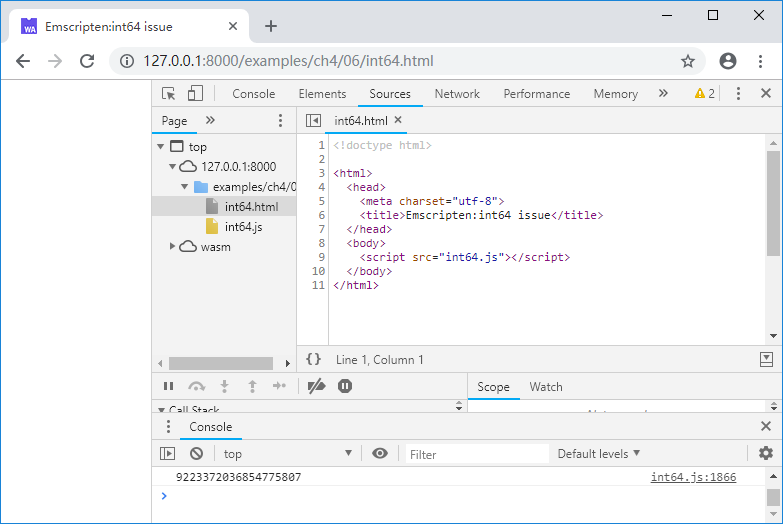 WA
Emscripten:int64 issue
127.0.0.1:8000/examples/ch4/06/int64.html
Console Elements Sources Network Performance Memory » 2
Page »
int64.html
top
127.0.0.1:8000
examples/ch4/0
int64.html
int64.js
wasm
1 <!doctype html>
2
3 <html>
4 <head>
5 <meta charset="utf-8">
6 <title>Emscripten:int64 issue</title>
7 </head>
8 <body>
9 <script src="int64.js"></script>
10 </body>
11 </html>
{} Line 1, Column 1
Scope Watch
Call Stack
Console
top Filter Default levels
9223372036854775807 int64.js:1866
>